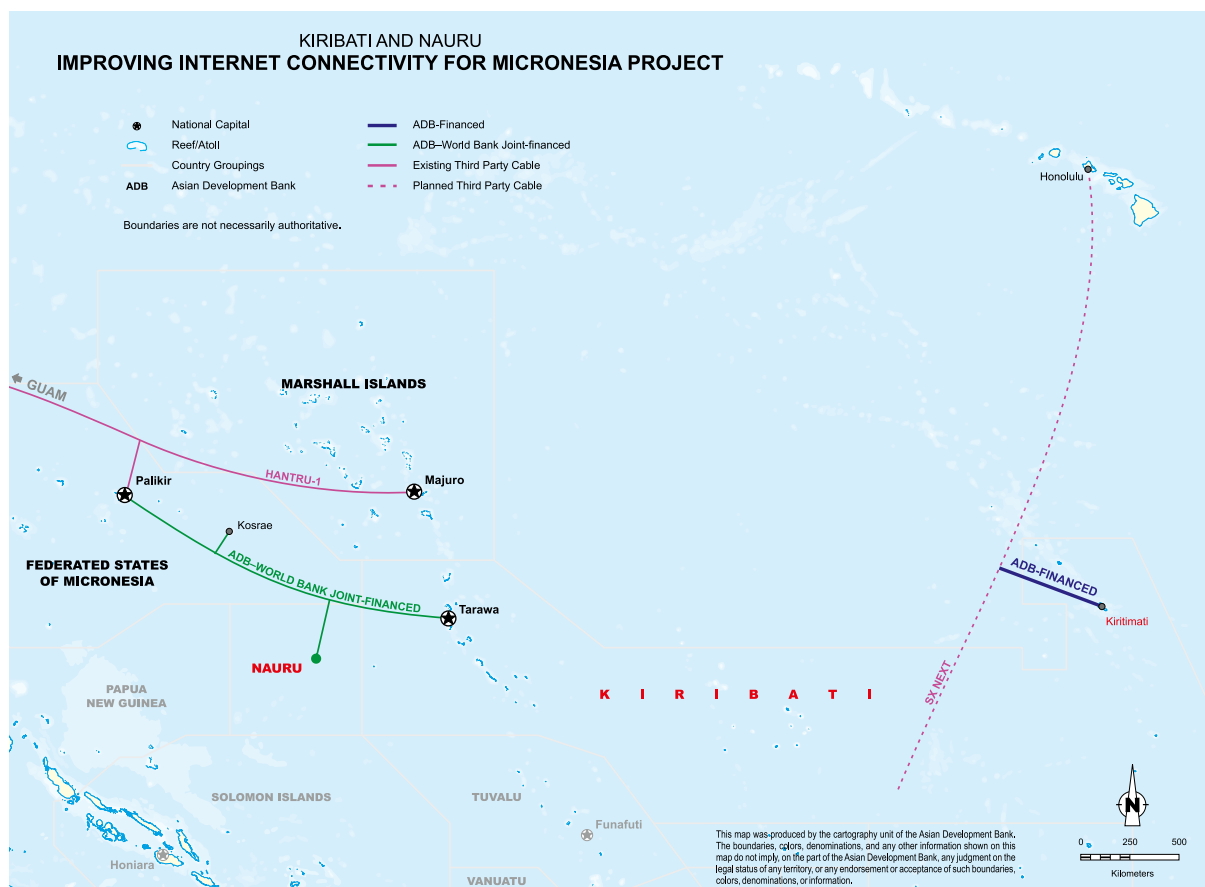 KIRIBATI AND NAURU
IMPROVING INTERNET CONNECTIVITY FOR MICRONESIA PROJECT
National Capital
Reef/Atoll
Country Groupings
ADB Asian Development Bank
ADB-Financed
ADB–World Bank Joint-financed
Existing Third Party Cable
Planned Third Party Cable
Boundaries are not necessarily authoritative.
Honolulu
GUAM
MARSHALL ISLANDS
HANTRU-1
Palikir
Majuro
Kosrae
FEDERATED STATES
OF MICRONESIA
ADB–WORLD BANK JOINT-FINANCED
Tarawa
ADB-FINANCED
Kiritimati
NAURU
KIRIBATI
SX NEXT
PAPUA
NEW GUINEA
SOLOMON ISLANDS
TUVALU
Funafuti
Honiara
VANUATU
N
This map was produced by the cartography unit of the Asian Development Bank.
The boundaries, colors, denominations, and any other information shown on this
map do not imply, on the part of the Asian Development Bank, any judgment on the
legal status of any territory, or any endorsement or acceptance of such boundaries,
colors, denominations, or information.
0 250 500
Kilometers